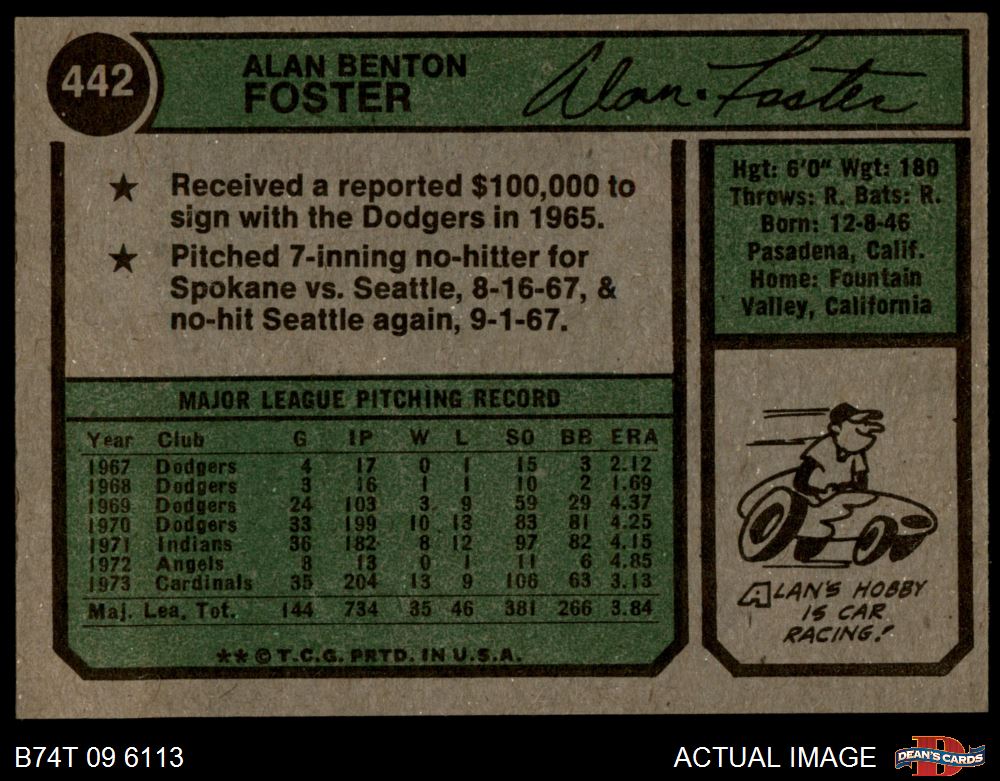 442
ALAN BENTON
FOSTER
Alan Foster
★ Received a reported $100,000 to
sign with the Dodgers in 1965.
★ Pitched 7-inning no-hitter for
Spokane vs. Seattle, 8-16-67, &
no-hit Seattle again, 9-1-67.
Hgt: 6'0" Wgt: 180
Throws: R. Bats: R.
Born: 12-8-46
Pasadena, Calif.
Home: Fountain
Valley, California
MAJOR LEAGUE PITCHING RECORD
Year Club G IP W L SO BB ERA
1967 Dodgers 4 17 0 1 15 3 2.12
1968 Dodgers 3 16 1 1 10 2 1.69
1969 Dodgers 24 103 3 9 59 29 4.37
1970 Dodgers 33 199 10 13 83 81 4.25
1971 Indians 36 182 8 12 97 82 4.15
1972 Angels 8 13 0 1 11 6 4.85
1973 Cardinals 35 204 13 9 106 63 3.13
Maj. Lea. Tot. 144 734 35 46 381 266 3.84
**© T.C.G. PRTD. IN U.S.A.
ALAN'S HOBBY
IS CAR
RACING!
B74T 09 6113
ACTUAL IMAGE
D
DEAN'S CARDS